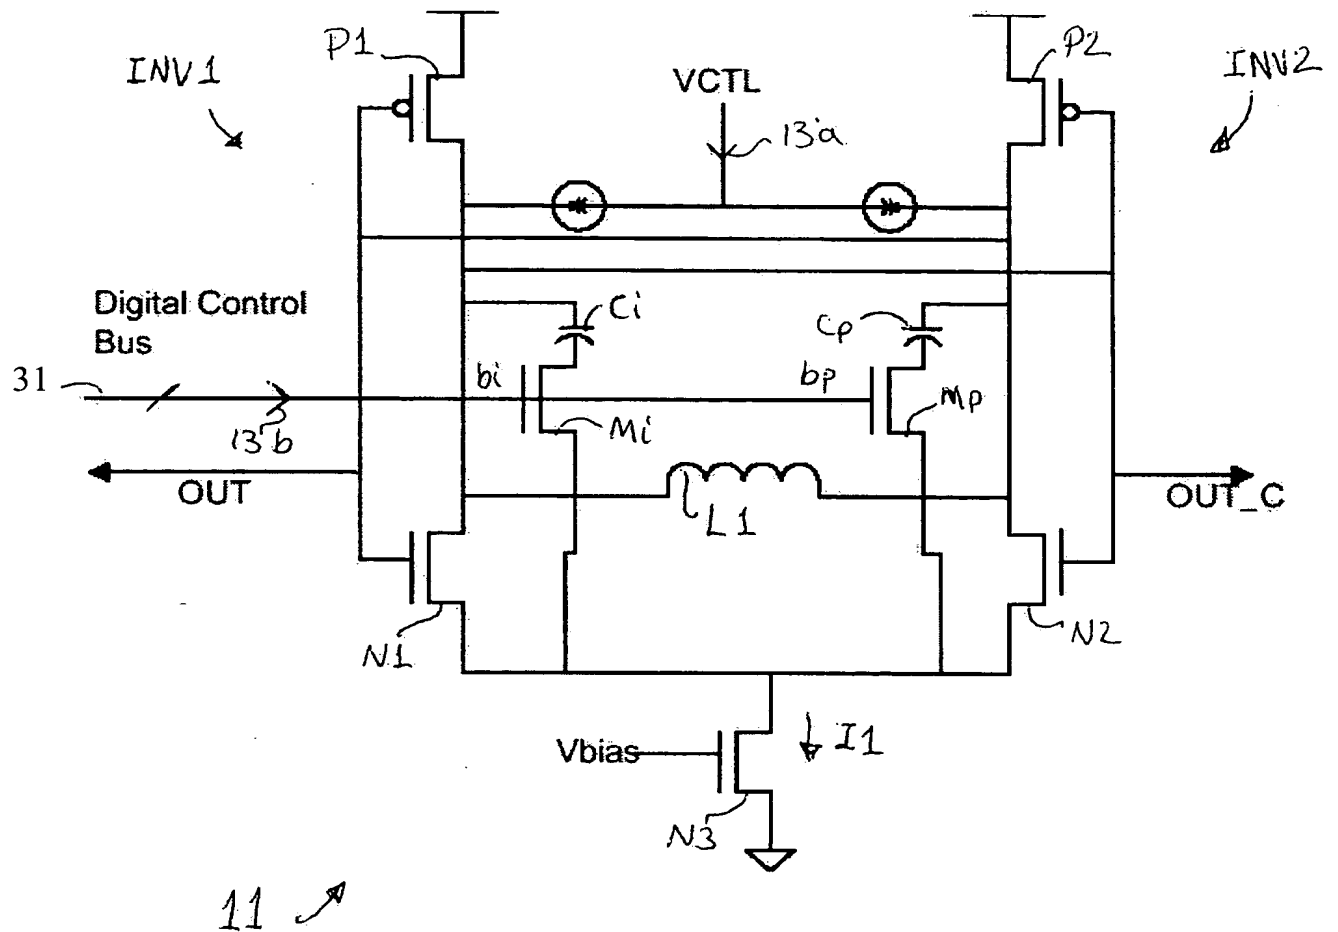 P1
P2
INV1
INV2
VCTL
13a
Digital Control
Bus
Ci
Cp
31
bi
bp
13b
Mi
Mp
OUT
L1
OUT_C
N1
N2
Vbias
I1
N3
11